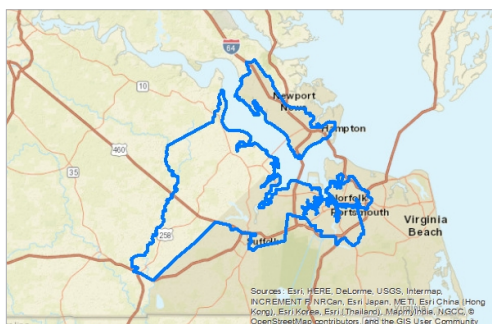 64
10
Newport
News
Hampton
460
35
Norfolk
Portsmouth
Virginia
Beach
258
Suffolk
Sources: Esri, HERE, DeLorme, USGS, Intermap,
INCREMENT P, NRCan, Esri Japan, METI, Esri China (Hong
Kong), Esri Korea, Esri (Thailand), MapmyIndia, NGCC, ©
OpenStreetMap contributors, and the GIS User Community